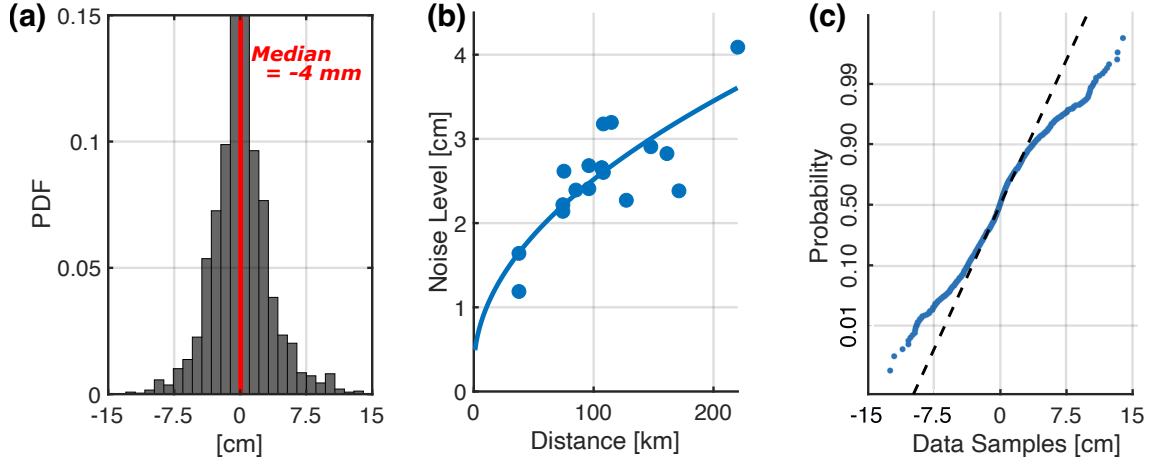 (a)
0.15
0.1
0.05
0
PDF
Median
= -4 mm
-15
-7.5
0
7.5
15
[cm]
(b)
4
3
2
1
0
Noise Level [cm]
0
100
200
Distance [km]
(c)
0.99
0.90
0.50
0.10
0.01
Probability
-15
-7.5
0
7.5
15
Data Samples [cm]